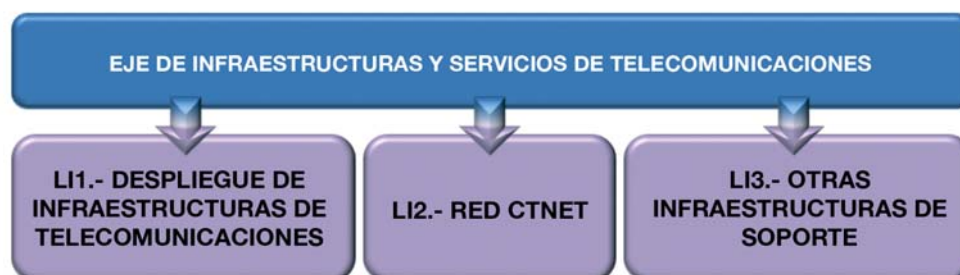 EJE DE INFRAESTRUCTURAS Y SERVICIOS DE TELECOMUNICACIONES
LI1.- DESPLIEGUE DE
INFRAESTRUCTURAS DE
TELECOMUNICACIONES
LI2.- RED CTNET
LI3.- OTRAS
INFRAESTRUCTURAS DE
SOPORTE